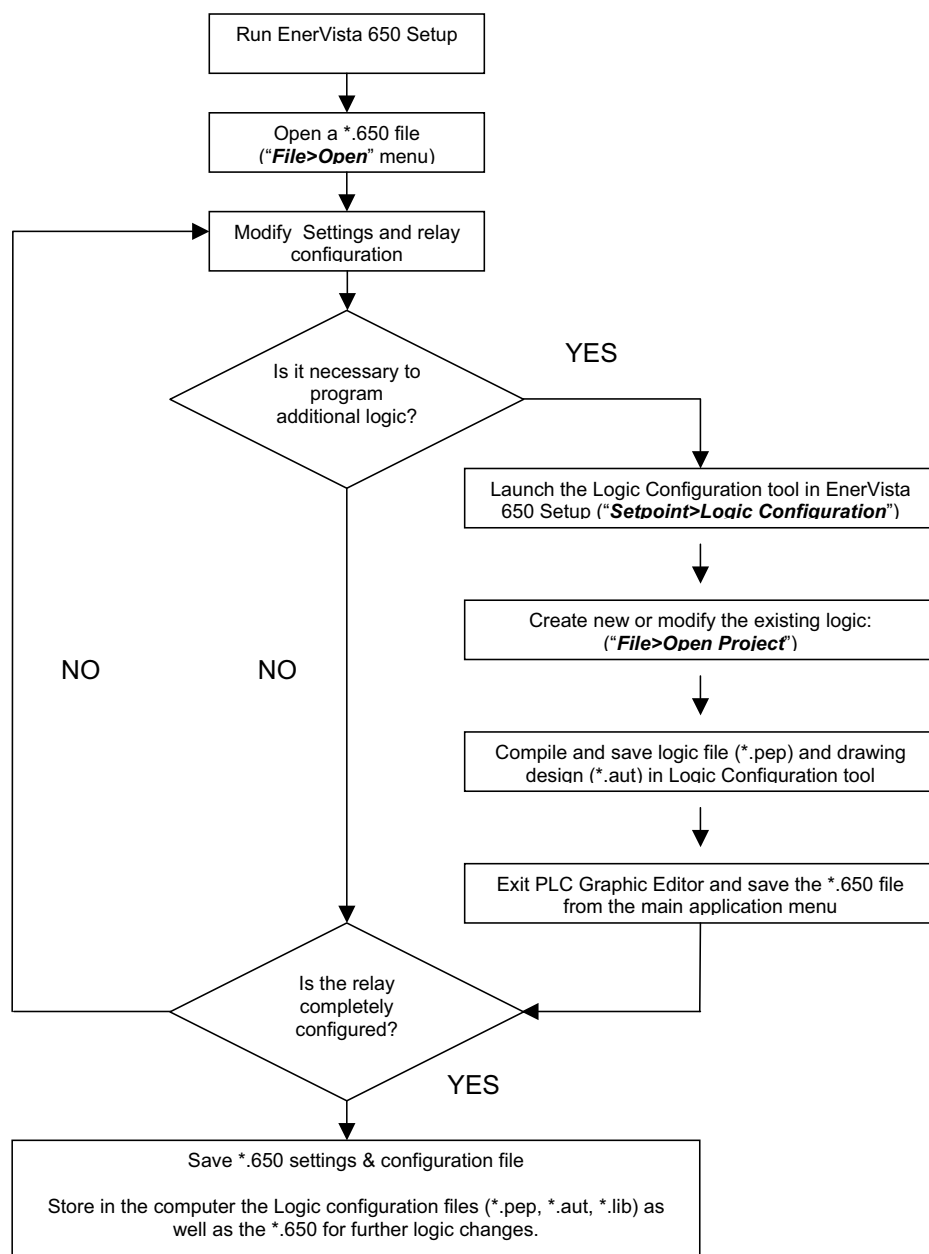 Run EnerVista 650 Setup
Open a *.650 file
(“File>Open” menu)
Modify  Settings and relay
configuration
Is it necessary to
program
additional logic?
YES
Launch the Logic Configuration tool in EnerVista
650 Setup (“Setpoint>Logic Configuration”)
Create new or modify the existing logic:
(“File>Open Project”)
NO
NO
Compile and save logic file (*.pep) and drawing
design (*.aut) in Logic Configuration tool
Exit PLC Graphic Editor and save the *.650 file
from the main application menu
Is the relay
completely
configured?
YES
Save *.650 settings & configuration file
Store in the computer the Logic configuration files (*.pep, *.aut, *.lib) as
well as the *.650 for further logic changes.